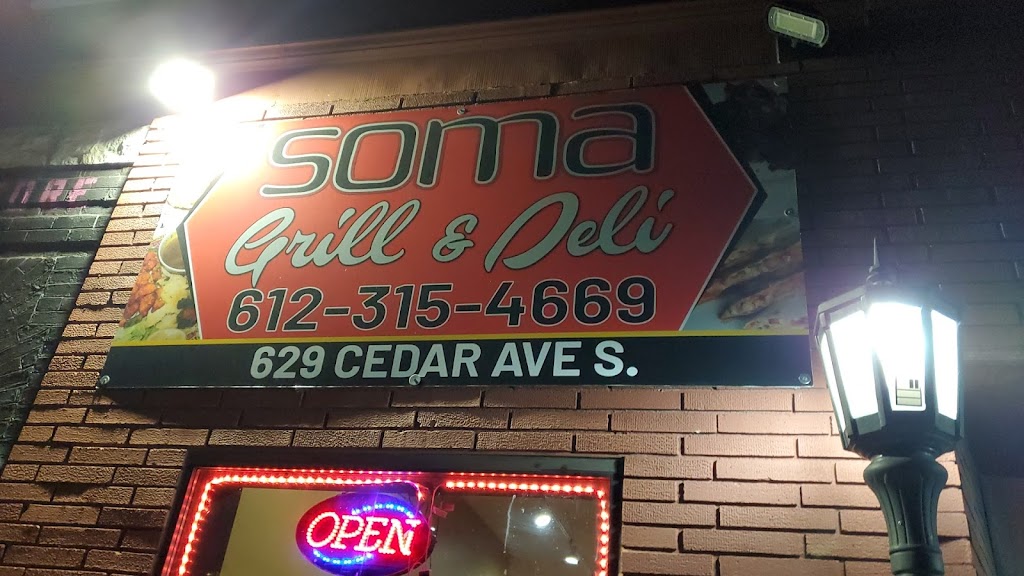 soma
Grill & Deli
612-315-4669
629 CEDAR AVE S.
OPEN